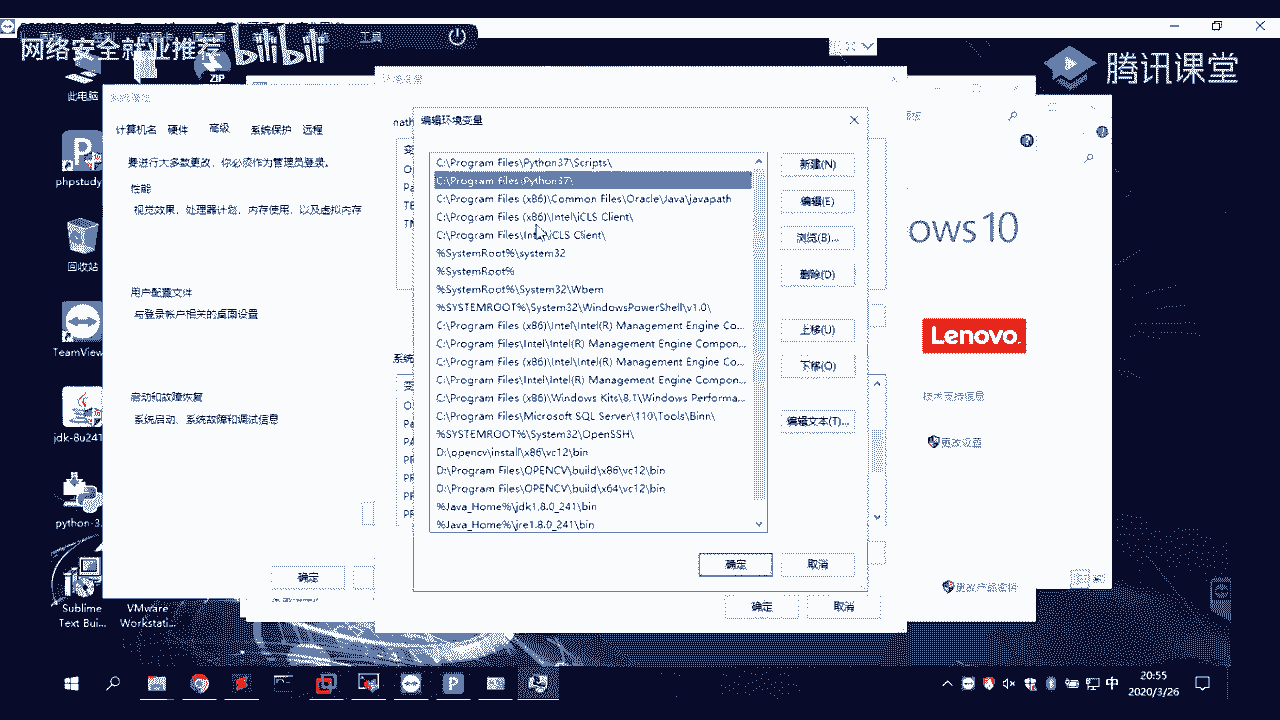 网络安全就业推荐
bilibili
工具
腾讯课堂
此电脑
ZIP
phpstudy
回收站
TeamView
jdk-8u241
python-3.
Sublime
Text Bui...
VMware
Workstati...
系统属性
计算机名
硬件
高级
系统保护
远程
要进行大多数更改，你必须作为管理员登录。
性能
视觉效果，处理器计划，内存使用，以及虚拟内存
用户配置文件
与登录帐户相关的桌面设置
启动和故障恢复
系统启动、系统故障和调试信息
确定
环境变量
编辑环境变量
C:\Program Files\Python37\Scripts\
C:\Program Files\Python37\
C:\Program Files (x86)\Common Files\Oracle\Java\javapath
C:\Program Files (x86)\Intel\iCLS Client\
C:\Program Files\Intel\iCLS Client\
%SystemRoot%\system32
%SystemRoot%
%SystemRoot%\System32\Wbem
%SYSTEMROOT%\System32\WindowsPowerShell\v1.0\
C:\Program Files (x86)\Intel\Intel(R) Management Engine Co...
C:\Program Files\Intel\Intel(R) Management Engine Compon...
C:\Program Files (x86)\Intel\Intel(R) Management Engine Co...
C:\Program Files\Intel\Intel(R) Management Engine Compon...
C:\Program Files (x86)\Windows Kits\8.1\Windows Performa...
C:\Program Files\Microsoft SQL Server\110\Tools\Binn\
%SYSTEMROOT%\System32\OpenSSH\
D:\opencv\install\x86\vc12\bin
D:\Program Files\OPENCV\build\x86\vc12\bin
D:\Program Files\OPENCV\build\x64\vc12\bin
%Java_Home%\jdk1.8.0_241\bin
%Java_Home%\jre1.8.0_241\bin
新建(N)
编辑(E)
浏览(B)...
删除(D)
上移(U)
下移(O)
编辑文本(T)...
确定
取消
确定
取消
ows 10
Lenovo
技术支持信息
更改设置
更改产品密钥
中
20:55
2020/3/26